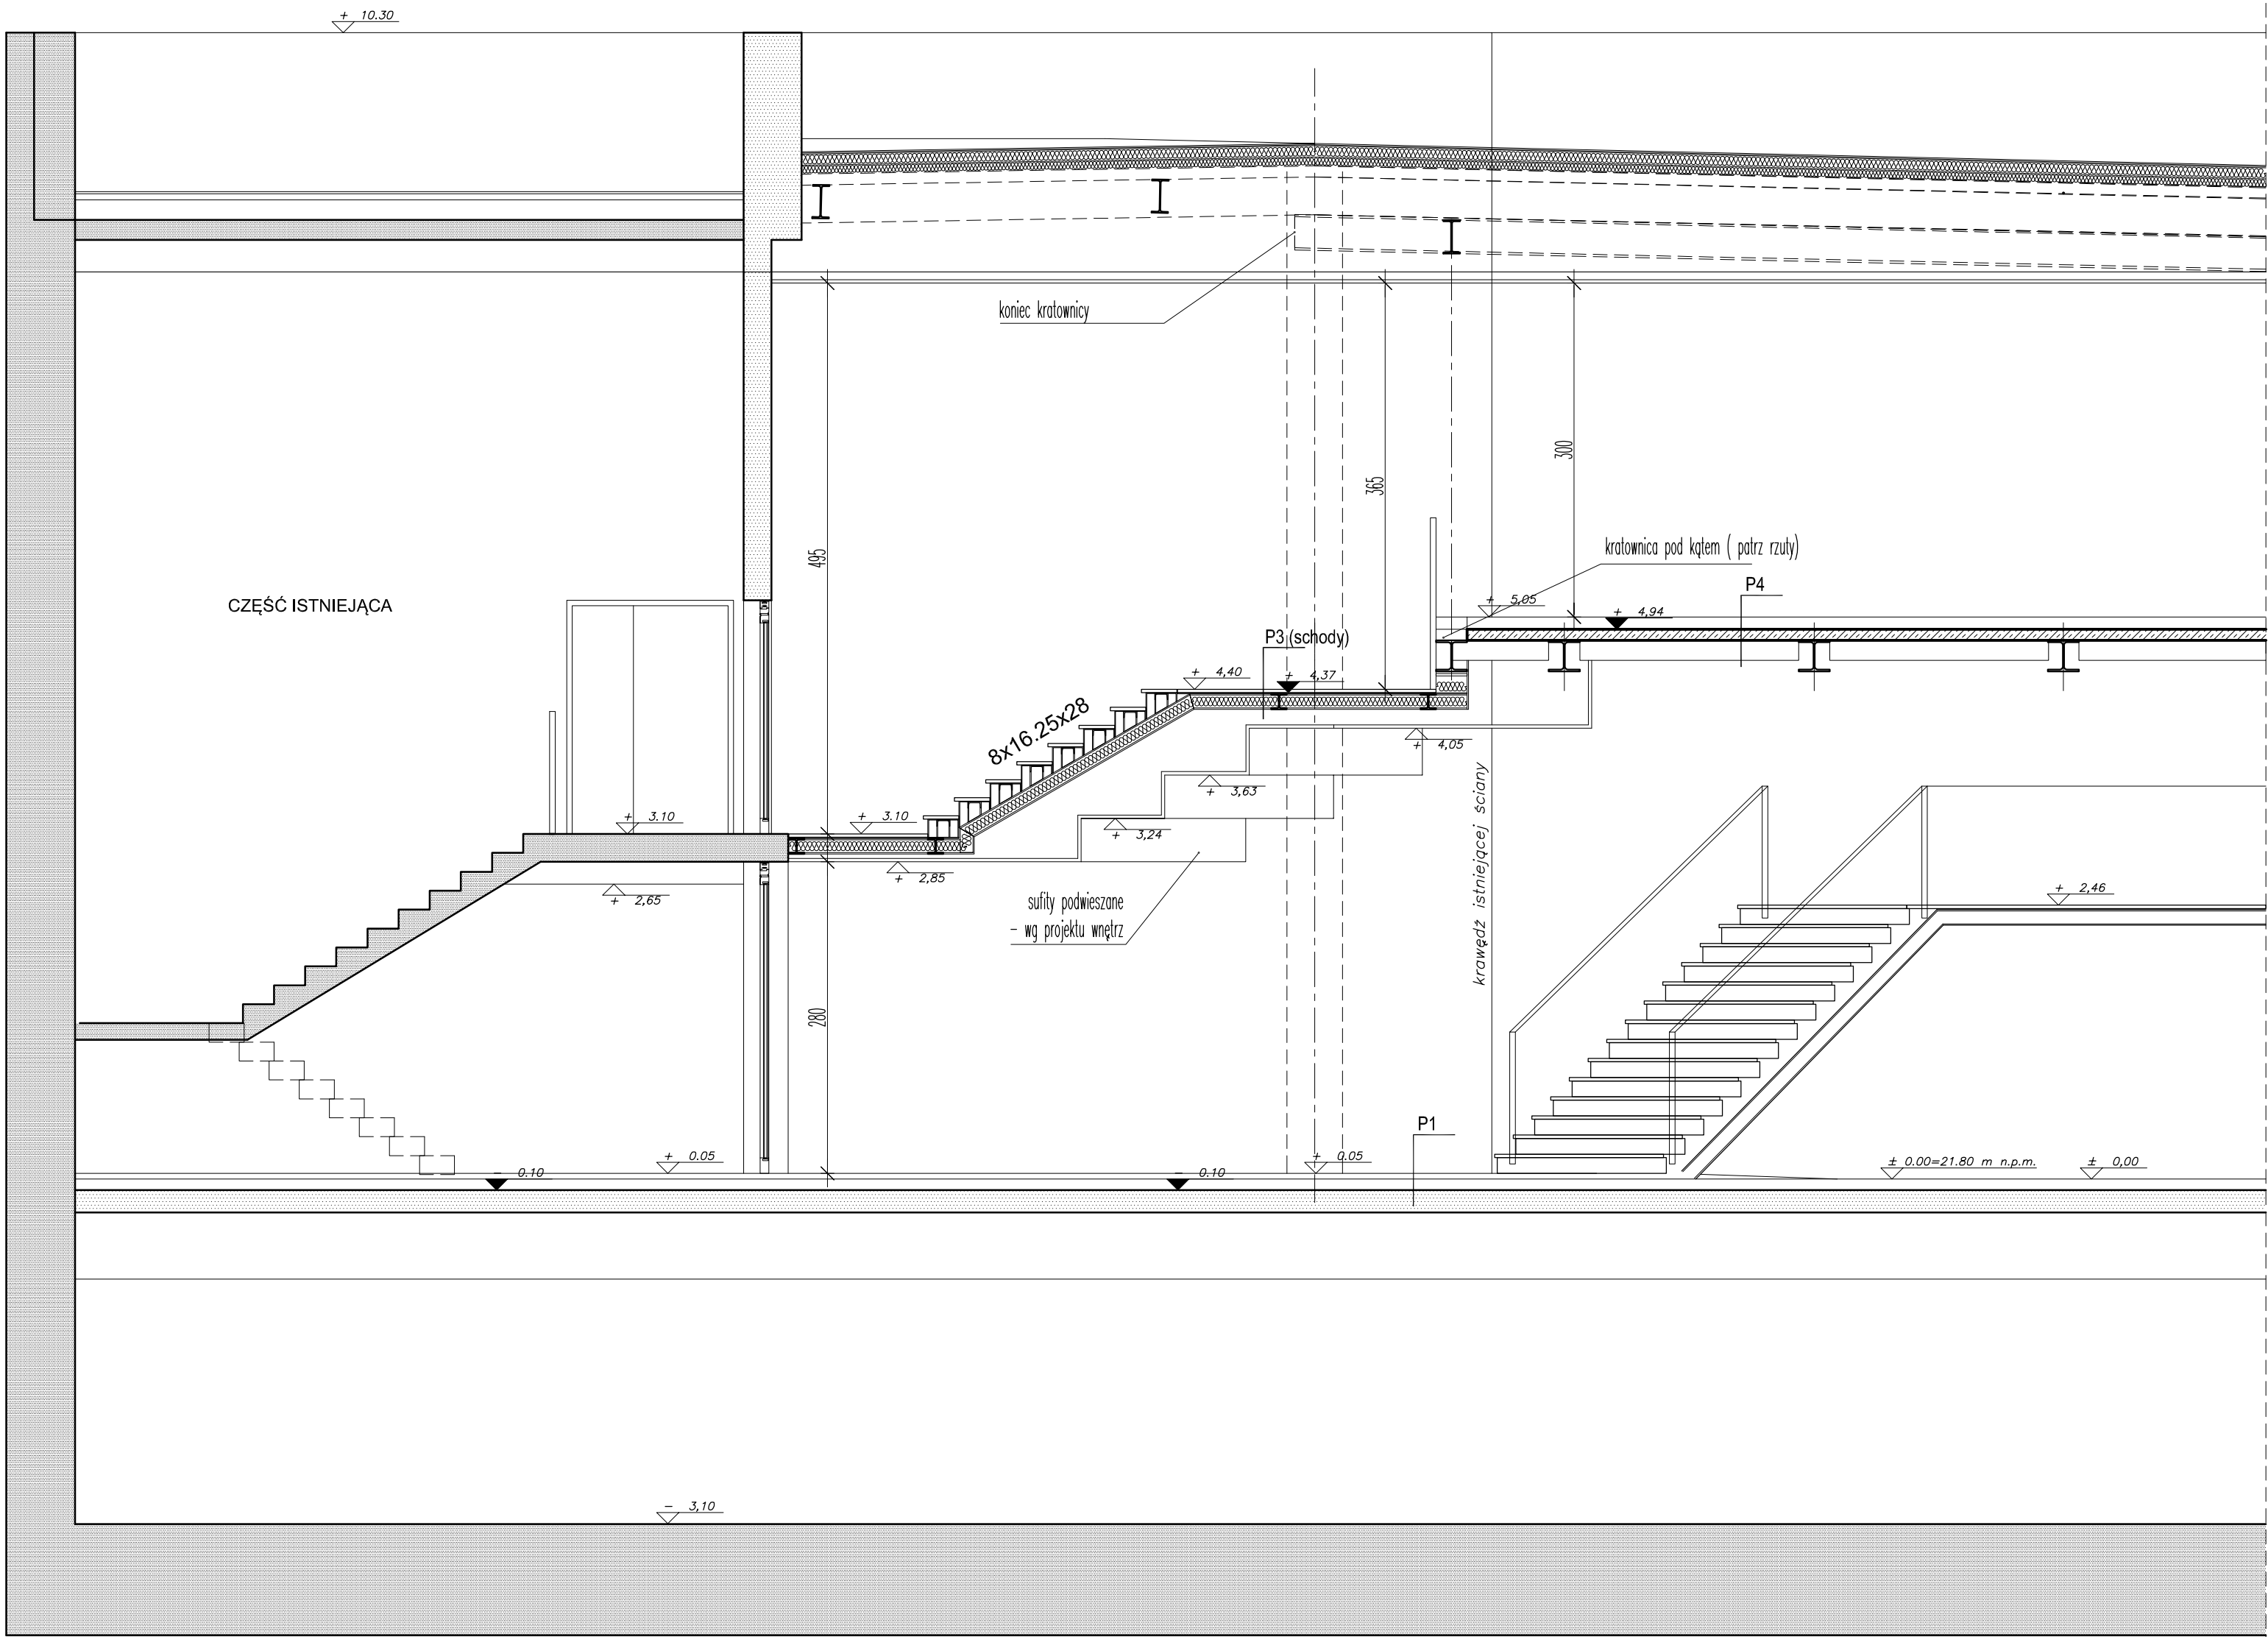 + 10.30
koniec kratownicy
300
365
495
kratownica pod kątem ( patrz rzuty)
P4
CZĘŚĆ ISTNIEJĄCA
+ 5,05
+ 4,94
P3 (schody)
+ 4,40
+ 4,37
8x16.25x28
+ 4,05
+ 3,63
+ 3.10
+ 3.10
+ 3,24
krawędź istniejącej ściany
+ 2,85
+ 2,65
sufity podwieszane
- wg projektu wnętrz
+ 2,46
280
P1
+ 0.05
+ 0.05
- 0.10
- 0.10
± 0.00=21.80 m n.p.m.
± 0,00
- 3,10